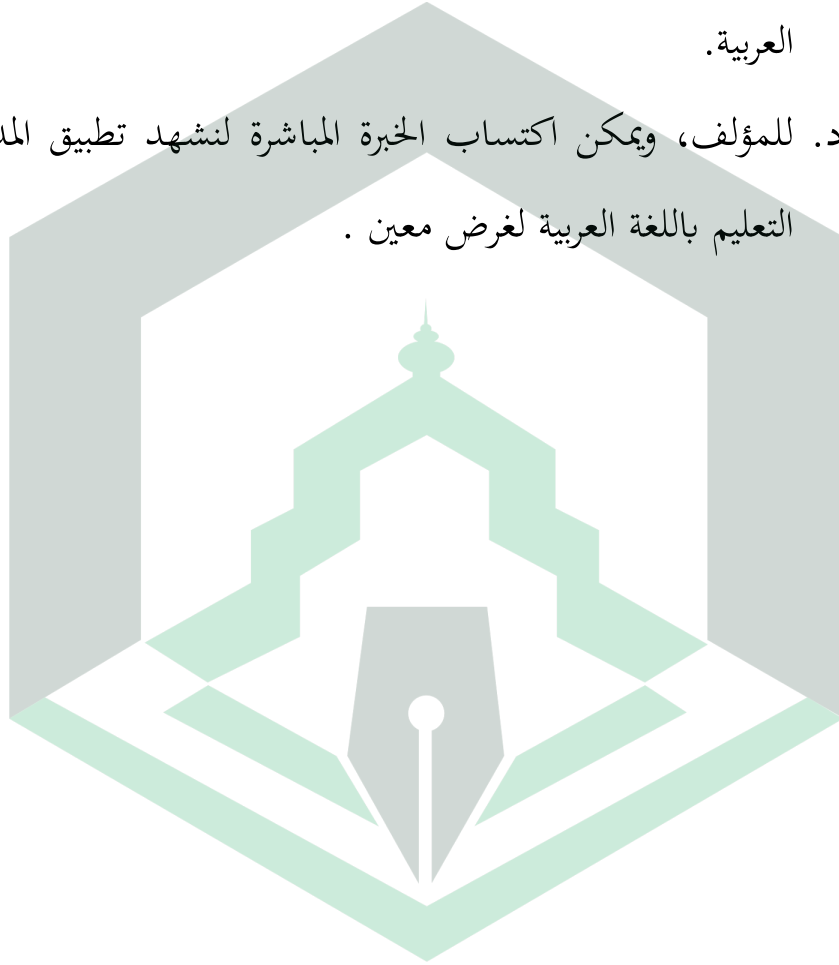 العربية.
د. للمؤلف، ويمكن اكتساب الخبرة المباشرة لنشهد تطبيق
التعليم باللغة العربية لغرض معين .